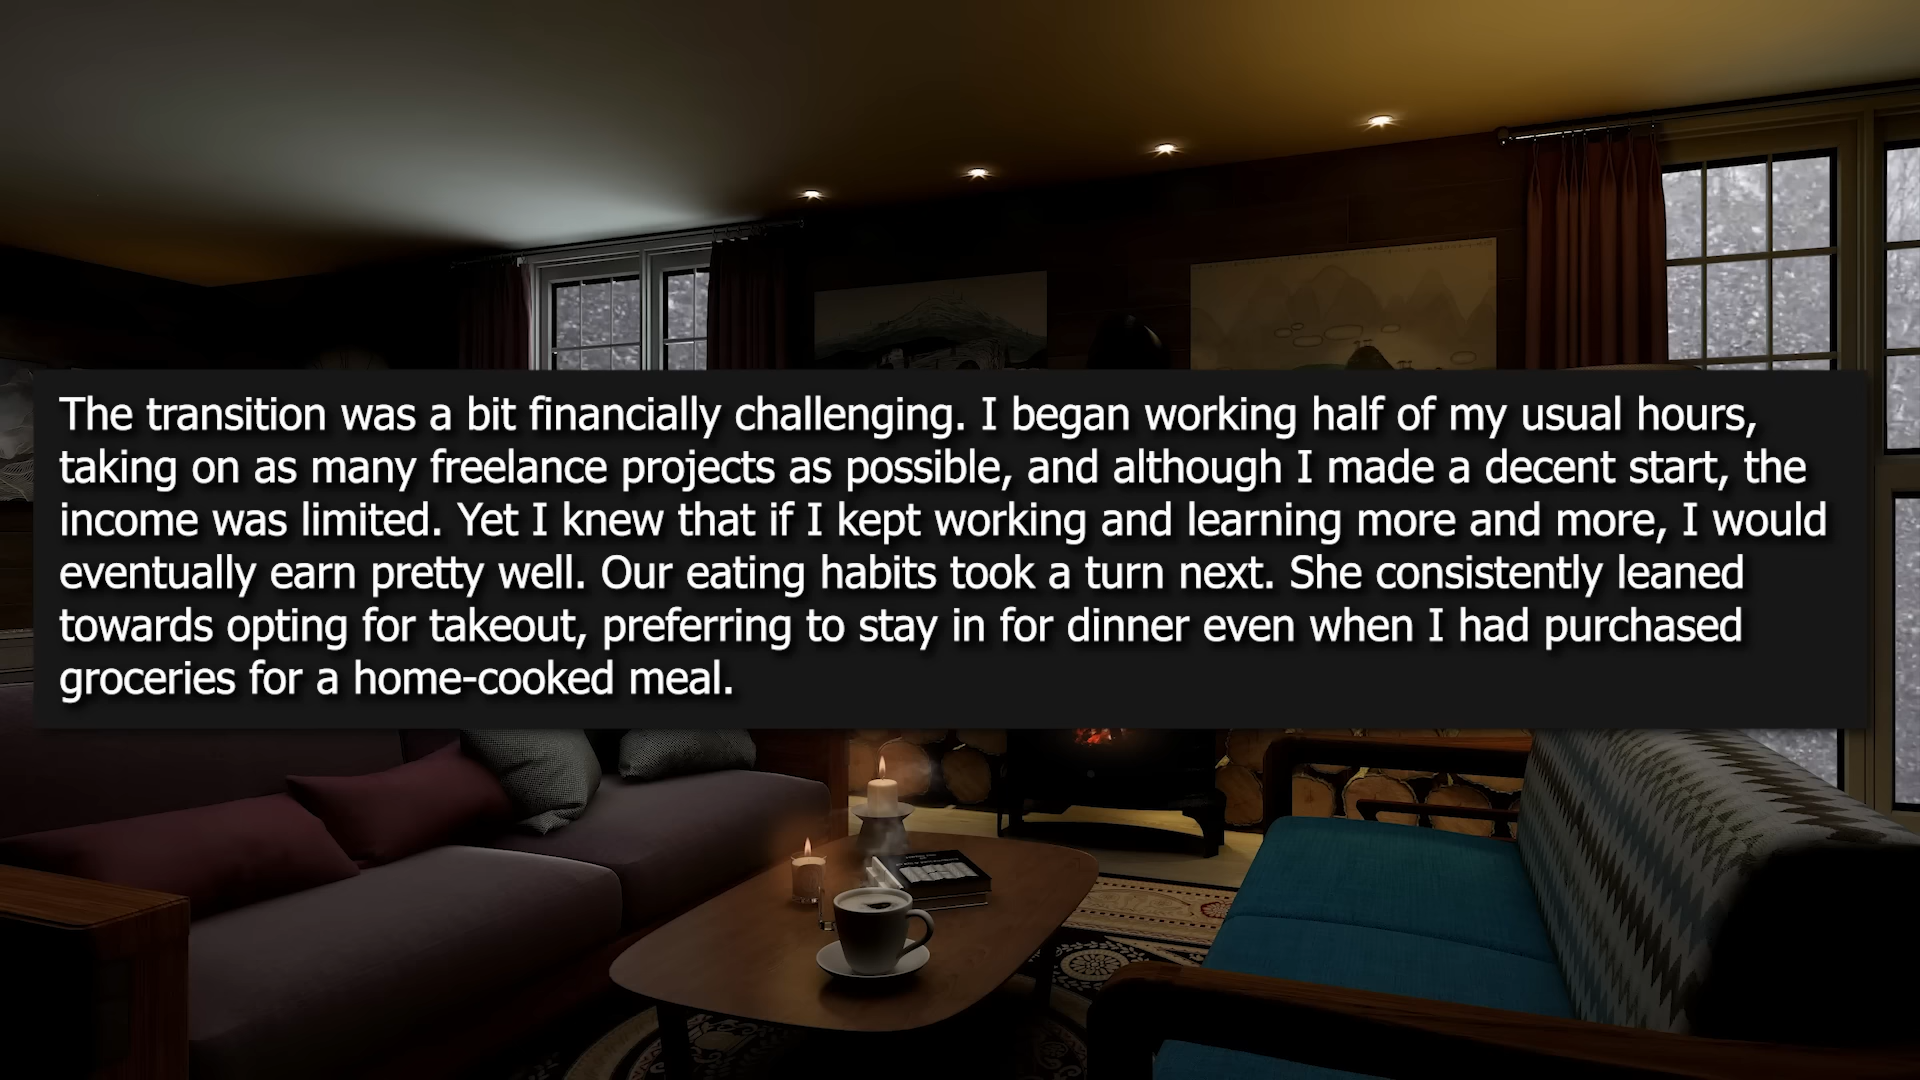 The transition was a bit financially challenging. I began working half of my usual hours,
taking on as many freelance projects as possible, and although I made a decent start, the
income was limited. Yet I knew that if I kept working and learning more and more, I would
eventually earn pretty well. Our eating habits took a turn next. She consistently leaned
towards opting for takeout, preferring to stay in for dinner even when I had purchased
groceries for a home-cooked meal.